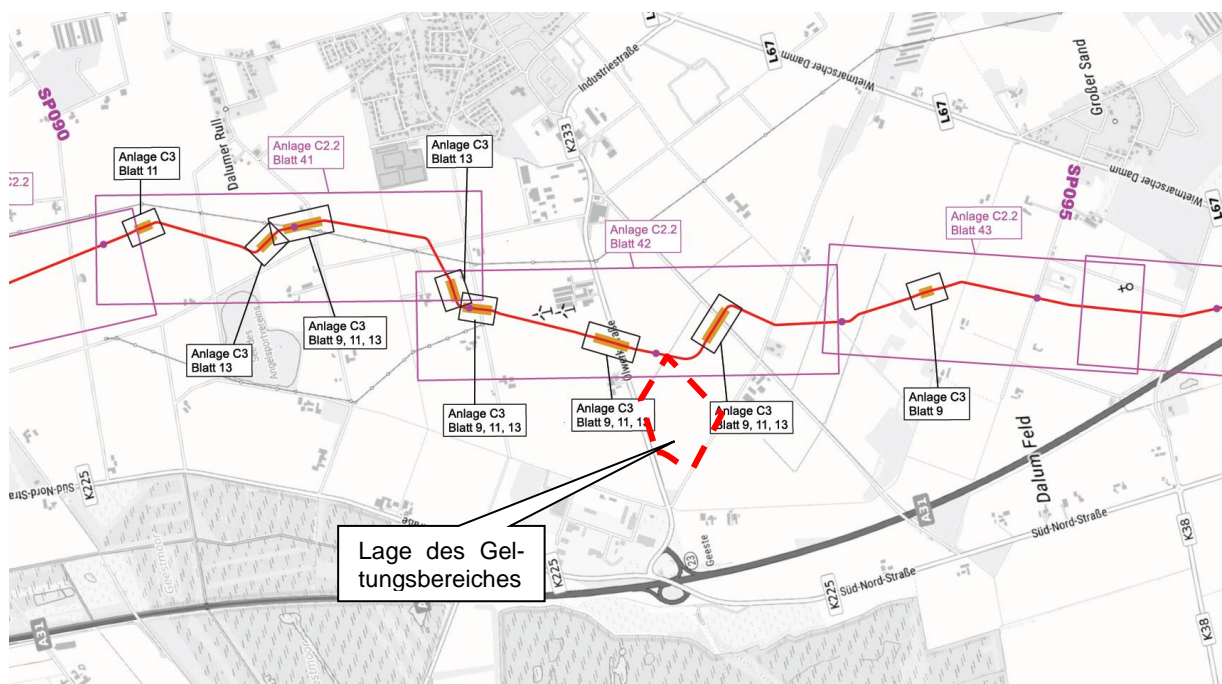 Industriestraße
L67
Wietmarscher Damm
L67
Großer Sand
SP090
Dalumer Rull
K233
Anlage C3
Blatt 11
Anlage C2.2
Blatt 41
Anlage C3
Blatt 13
L67
Wietmarscher Damm
SP095
L67
C2.2
Anlage C2.2
Blatt 42
Anlage C2.2
Blatt 43
Angelsportvereins
Anlage C3
Blatt 9, 11, 13
Anlage C3
Blatt 13
Anlage C3
Blatt 9, 11, 13
Anlage C3
Blatt 9, 11, 13
Anlage C3
Blatt 9, 11, 13
Anlage C3
Blatt 9
Dalum Feld
Süd-Nord-Stra
K225
A31
Süd-Nord-Straße
K38
Geestmoor
Lage des Gel-
tungsbereiches
23
Geeste
K225
K225
Süd-Nord-Straße
A31
K38